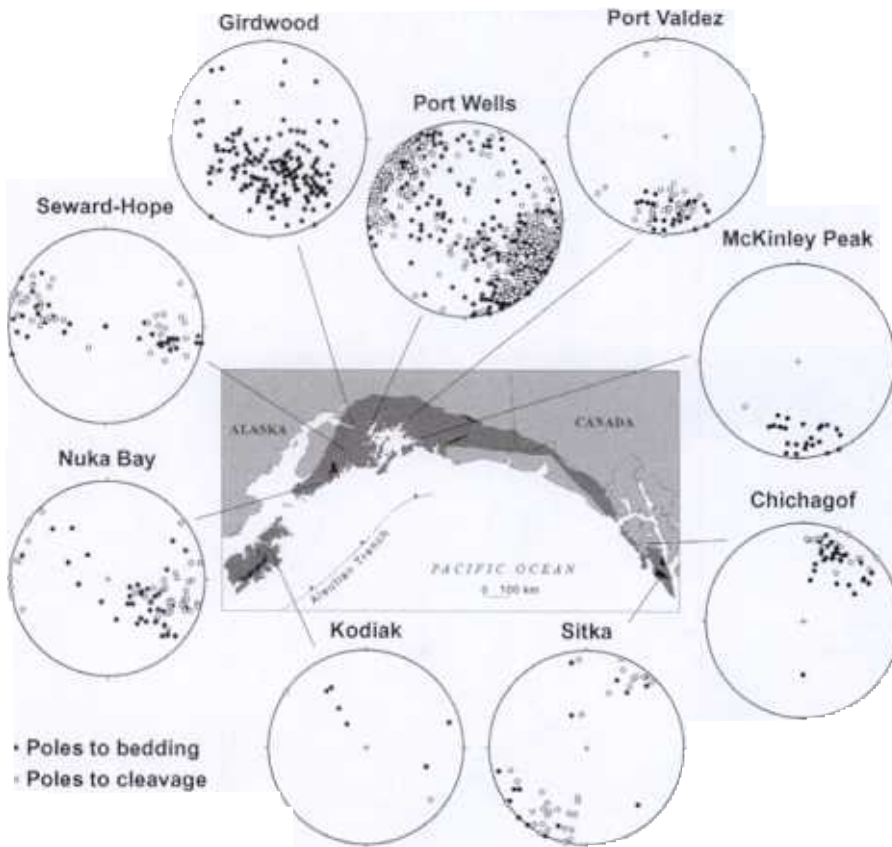 Girdwood
Port Valdez
Port Wells
Seward-Hope
McKinley Peak
ALASKA
CANADA
Nuka Bay
Chichagof
Aleutian Trench
PACIFIC OCEAN
0 100 km
Kodiak
Sitka
Poles to bedding
Poles to cleavage